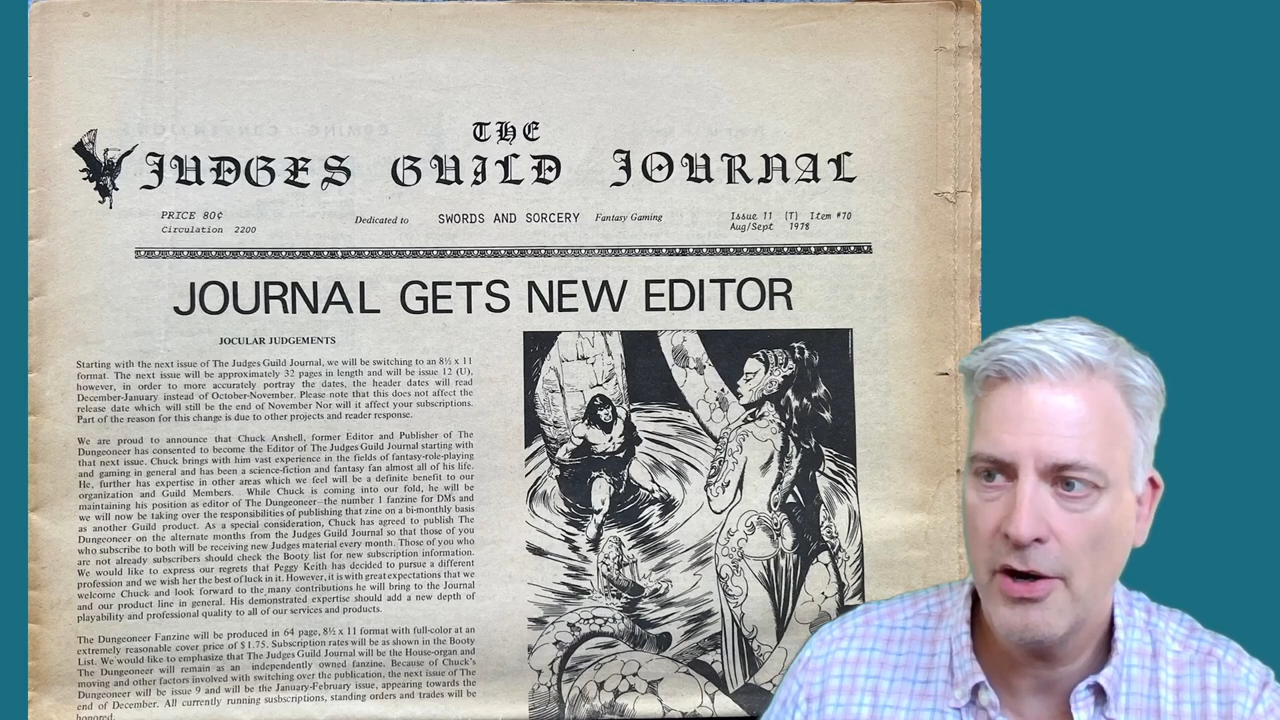 THE
JUDGES GUILD JOURNAL
PRICE 80¢
Circulation 2200
Dedicated to SWORDS AND SORCERY Fantasy Gaming
Issue 11 (T) Item #70
Aug/Sept 1978
JOURNAL GETS NEW EDITOR
JOCULAR JUDGEMENTS
Starting with the next issue of The Judges Guild Journal, we will be switching to an 8½ x 11
format. The next issue will be approximately 32 pages in length and will be issue 12 (U),
however, in order to more accurately portray the dates, the header dates will read
December-January instead of October-November. Please note that this does not affect the
release date which will still be the end of November Nor will it affect your subscriptions.
Part of the reason for this change is due to other projects and reader response.
We are proud to announce that Chuck Anshell, former Editor and Publisher of The
Dungeoneer has consented to become the Editor of The Judges Guild Journal starting with
that next issue. Chuck brings with him vast experience in the fields of fantasy-role-playing
and gaming in general and has been a science-fiction and fantasy fan almost all of his life.
He, further has expertise in other areas which we feel will be a definite benefit to our
organization and Guild Members. While Chuck is coming into our fold, he will be
maintaining his position as editor of The Dungeoneer—the number 1 fanzine for DMs and
we will now be taking over the responsibilities of publishing that zine on a bi-monthly basis
as another Guild product. As a special consideration, Chuck has agreed to publish The
Dungeoneer on the alternate months from the Judges Guild Journal so that those of you
who subscribe to both will be receiving new Judges material every month. Those of you who
are not already subscribers should check the Booty list for new subscription information.
We would like to express our regrets that Peggy Keith has decided to pursue a different
profession and we wish her the best of luck in it. However, it is with great expectations that we
welcome Chuck and look forward to the many contributions he will bring to the Journal
and our product line in general. His demonstrated expertise should add a new depth of
playability and professional quality to all of our services and products.
The Dungeoneer Fanzine will be produced in 64 page, 8½ x 11 format with full-color at an
extremely reasonable cover price of $1.75. Subscription rates will be as shown in the Booty
List. We would like to emphasize that The Judges Guild Journal will be the House-organ and
The Dungeoneer will remain as an independently owned fanzine. Because of Chuck's
moving and other factors involved with switching over the publication, the next issue of The
Dungeoneer will be issue 9 and will be the January-February issue, appearing towards the
end of December. All currently running susbscriptions, standing orders and trades will be
honored.